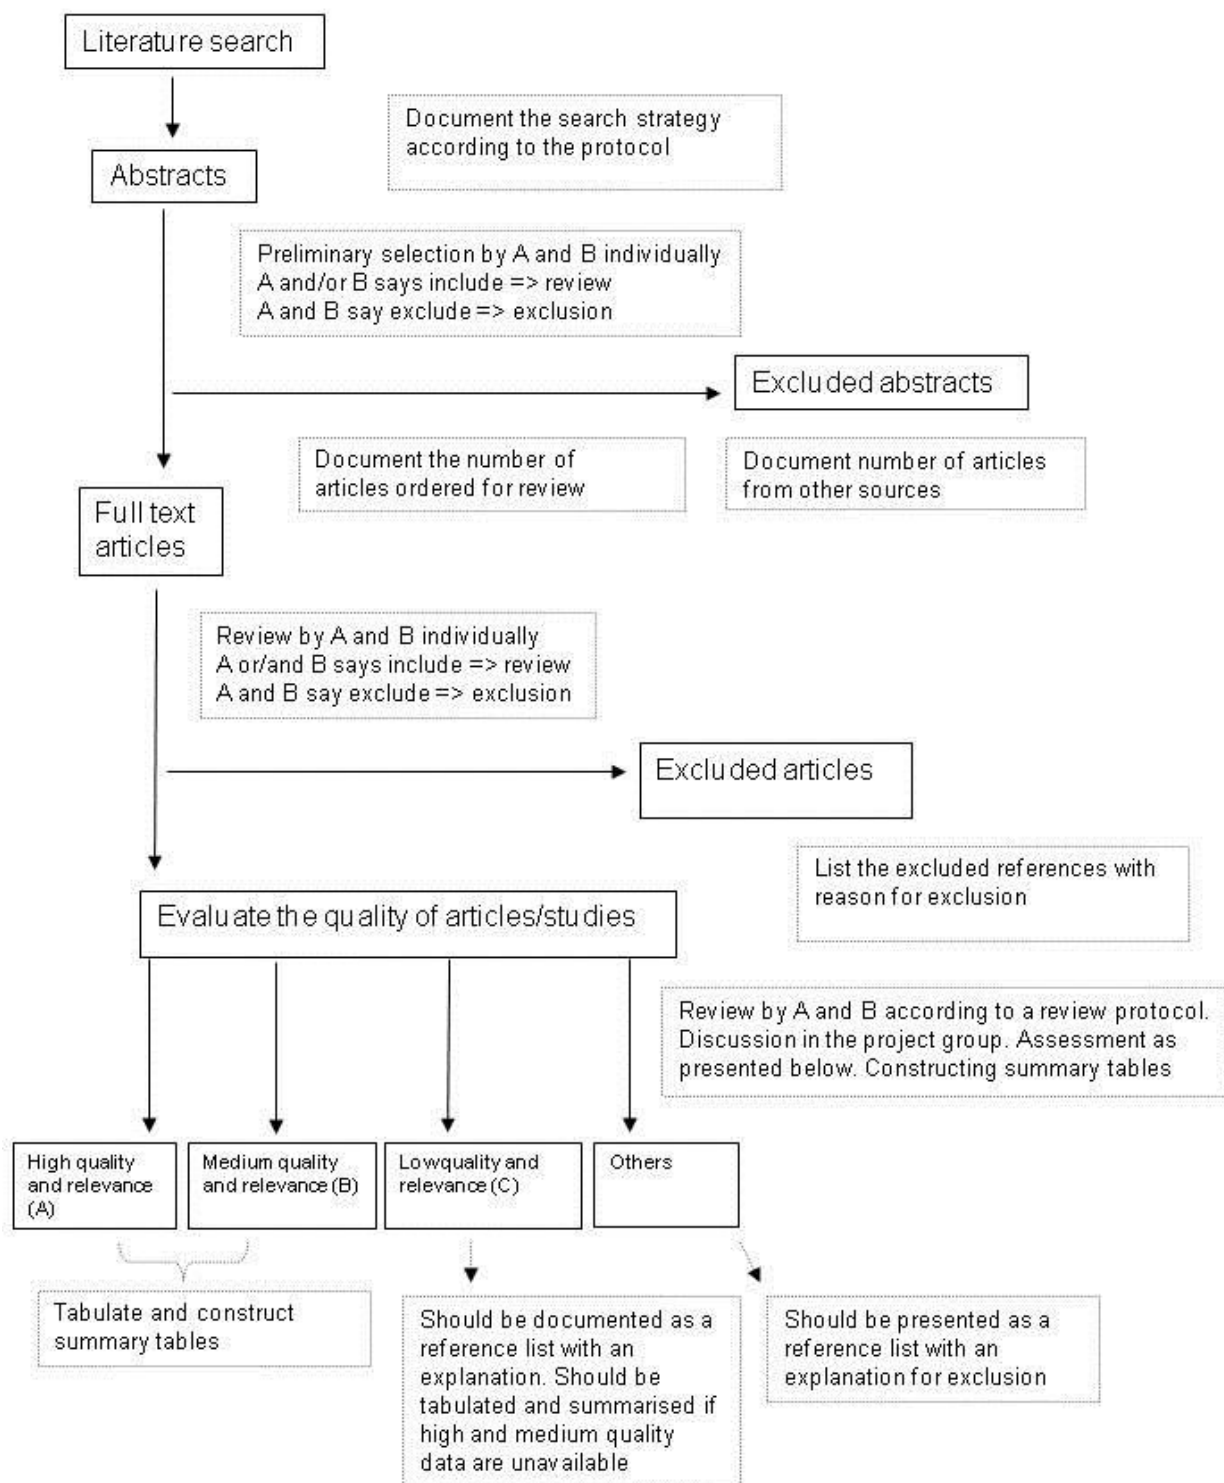 Literature search
Document the search strategy
according to the protocol
Abstracts
Preliminary selection by A and B individually
A and/or B says include => review
A and B say exclude => exclusion
Excluded abstracts
Document the number of
articles ordered for review
Document number of articles
from other sources
Full text
articles
Review by A and B individually
A or/and B says include => review
A and B say exclude => exclusion
Excluded articles
List the excluded references with
reason for exclusion
Evaluate the quality of articles/studies
Review by A and B according to a review protocol.
Discussion in the project group. Assessment as
presented below. Constructing summary tables
High quality
and relevance
(A)
Medium quality
and relevance (B)
Lowquality and
relevance (C)
Others
Tabulate and construct
summary tables
Should be documented as a
reference list with an
explanation. Should be
tabulated and summarised if
high and medium quality
data are unavailable
Should be presented as a
reference list with an
explanation for exclusion